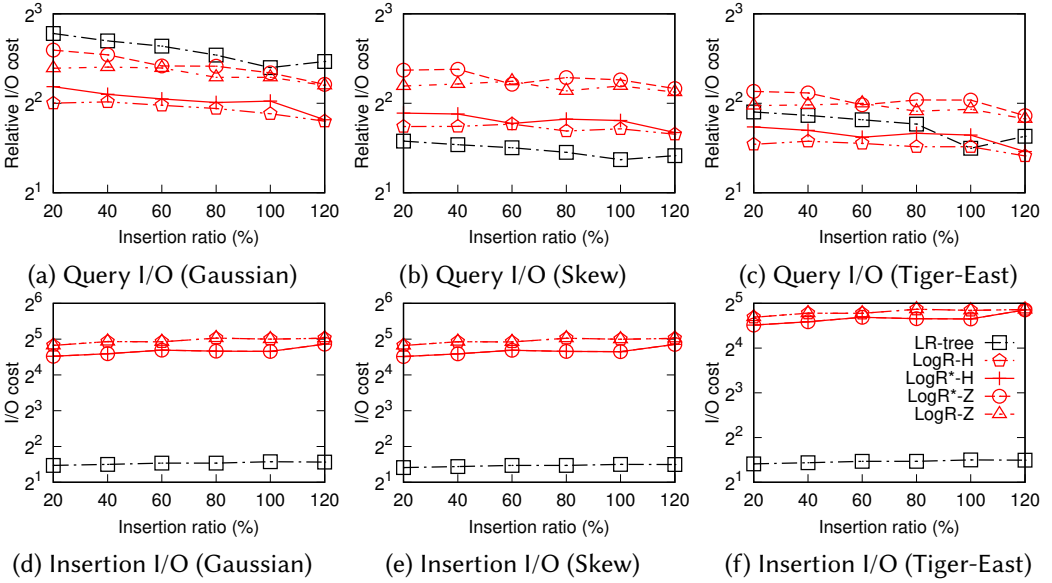 2^3
2^2
2^1
Relative I/O cost
20 40 60 80 100 120
Insertion ratio (%)
(a) Query I/O (Gaussian)
2^3
2^2
2^1
Relative I/O cost
20 40 60 80 100 120
Insertion ratio (%)
(b) Query I/O (Skew)
2^3
2^2
2^1
Relative I/O cost
20 40 60 80 100 120
Insertion ratio (%)
(c) Query I/O (Tiger-East)
2^6
2^5
2^4
2^3
2^2
2^1
I/O cost
20 40 60 80 100 120
Insertion ratio (%)
(d) Insertion I/O (Gaussian)
2^6
2^5
2^4
2^3
2^2
2^1
I/O cost
20 40 60 80 100 120
Insertion ratio (%)
(e) Insertion I/O (Skew)
2^5
2^4
2^3
2^2
2^1
I/O cost
LR-tree
LogR-H
LogR*-H
LogR*-Z
LogR-Z
20 40 60 80 100 120
Insertion ratio (%)
(f) Insertion I/O (Tiger-East)